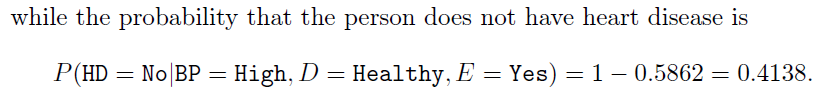 while the probability that the person does not have heart disease is
P(HD = No|BP = High, D = Healthy, E = Yes) = 1 − 0.5862 = 0.4138.